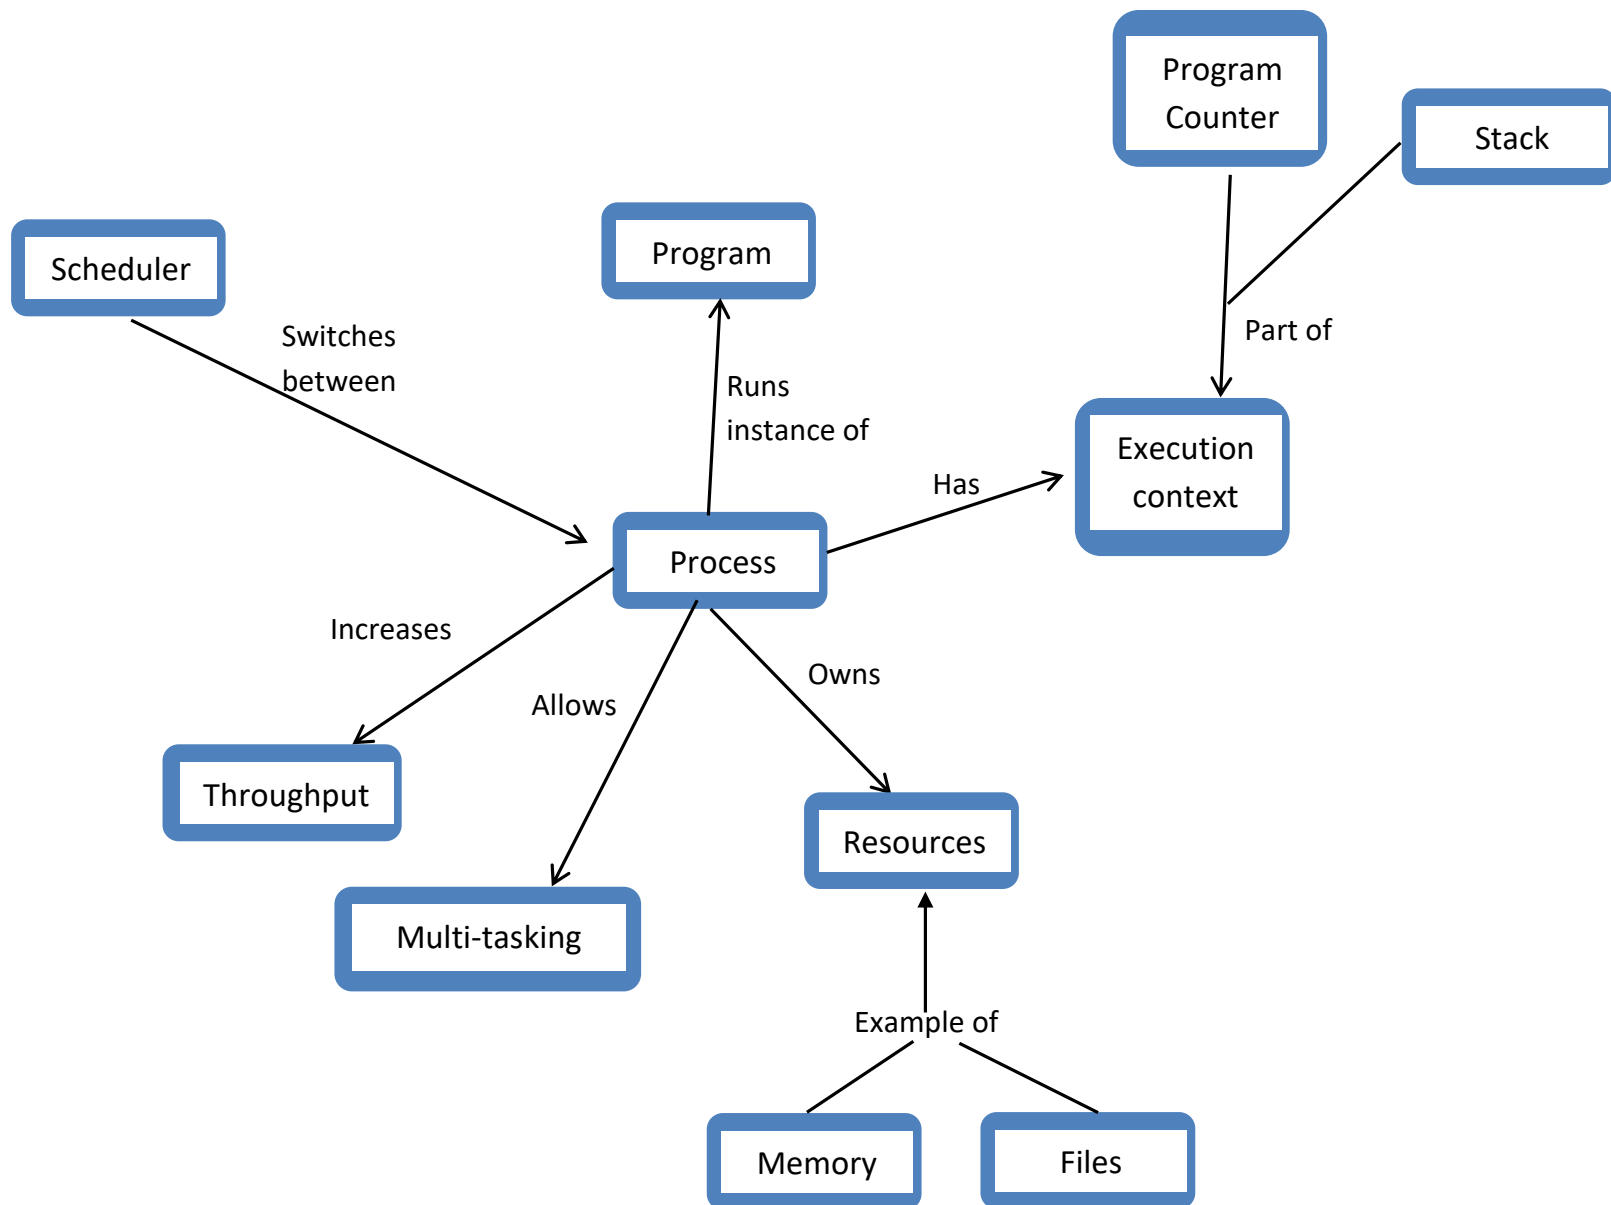 Program
Counter
Stack
Scheduler
Program
Switches
between
Part of
Runs
instance of
Execution
context
Has
Process
Increases
Owns
Allows
Throughput
Resources
Multi-tasking
Example of
Memory
Files